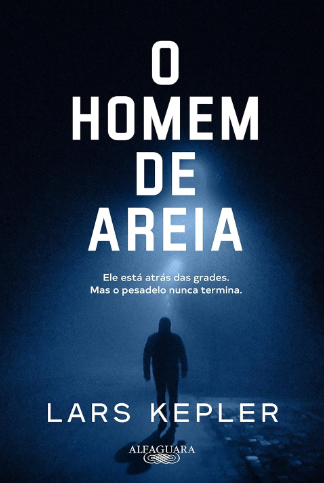 O
HOMEM
DE
AREIA
Ele está atrás das grades.
Mas o pesadelo nunca termina.
LARS KEPLER
ALFAGUARA